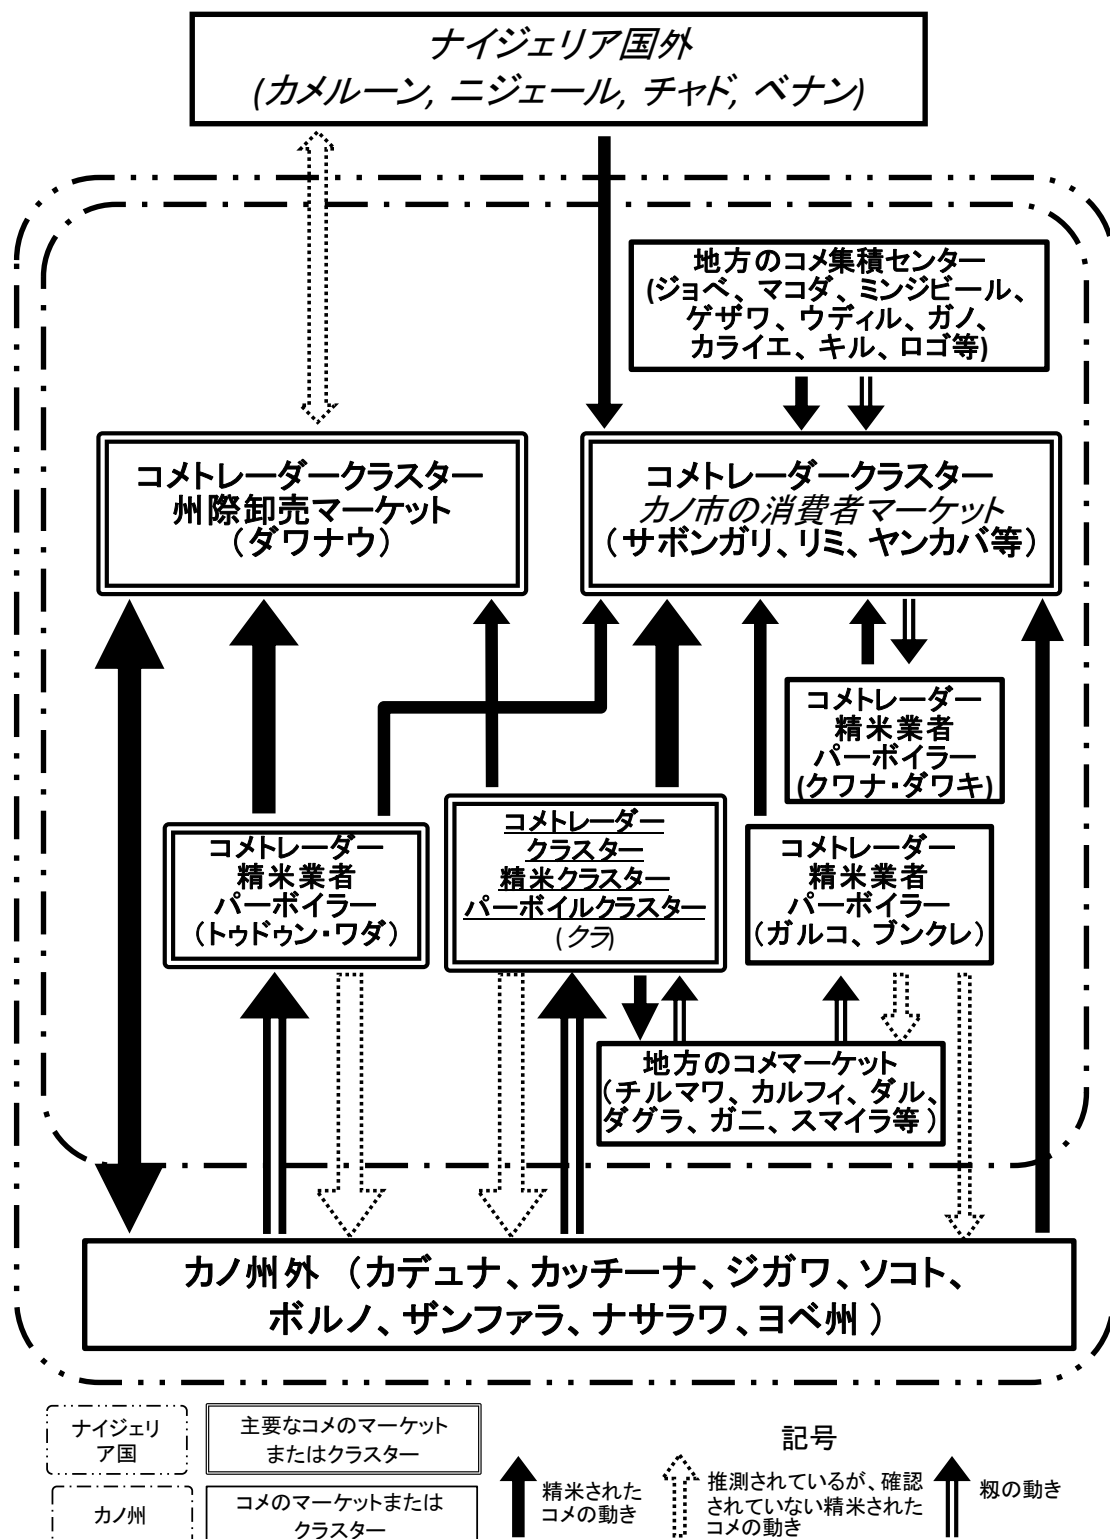 ナイジェリア国外
(カメルーン, ニジェール, チャド, ベナン)
地方のコメ集積センター
(ジョベ、マコダ、ミンジビール、
ゲザワ、ウディル、ガノ、
カライエ、キル、ロゴ等)
コメトレーダークラスター
州際卸売マーケット
（ダワナウ）
コメトレーダークラスター
カノ市の消費者マーケット
（サボンガリ、リミ、ヤンカバ等）
コメトレーダー
精米業者
パーボイラー
(クワナ・ダワキ)
コメトレーダー
精米業者
パーボイラー
（トゥドゥン・ワダ）
コメトレーダー
クラスター
精米クラスター
パーボイルクラスター
(クラ)
コメトレーダー
精米業者
パーボイラー
（ガルコ、ブンクレ）
地方のコメマーケット
（チルマワ、カルフィ、ダル、
ダグラ、ガニ、スマイラ等）
カノ州外（カデュナ、カッチーナ、ジガワ、ソコト、
ボルノ、ザンファラ、ナサラワ、ヨベ州）
ナイジェリ
ア国
主要なコメのマーケット
またはクラスター
カノ州
コメのマーケットまたは
クラスター
記号
精米された
コメの動き
推測されているが、確認
されていない精米された
コメの動き
籾の動き